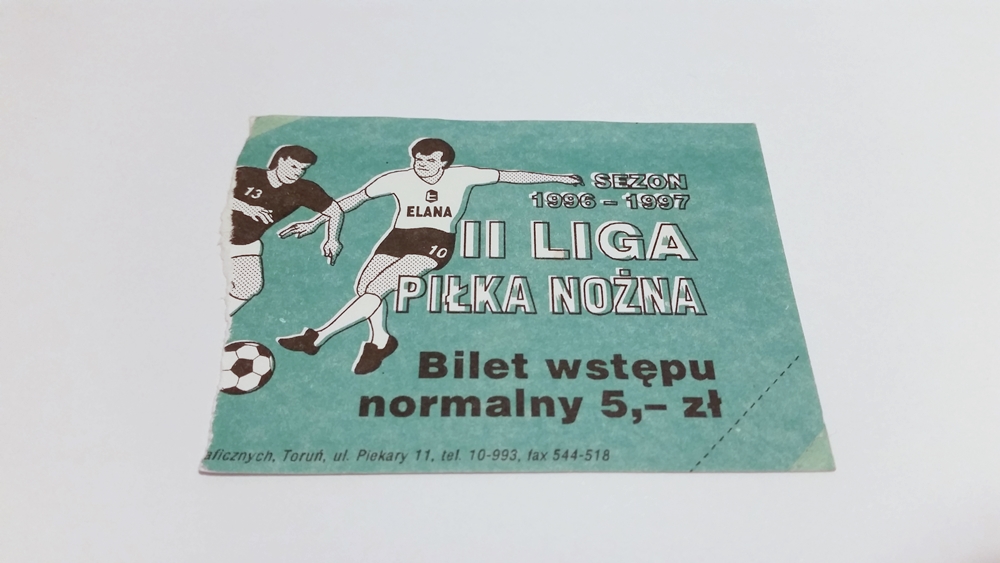 13
ELANA
10
SEZON
1996 - 1997
II LIGA
PIŁKA NOŻNA
Bilet wstępu
normalny 5,- zł
aficznych, Toruń, ul. Piekary 11, tel. 10-993, fax 544-518